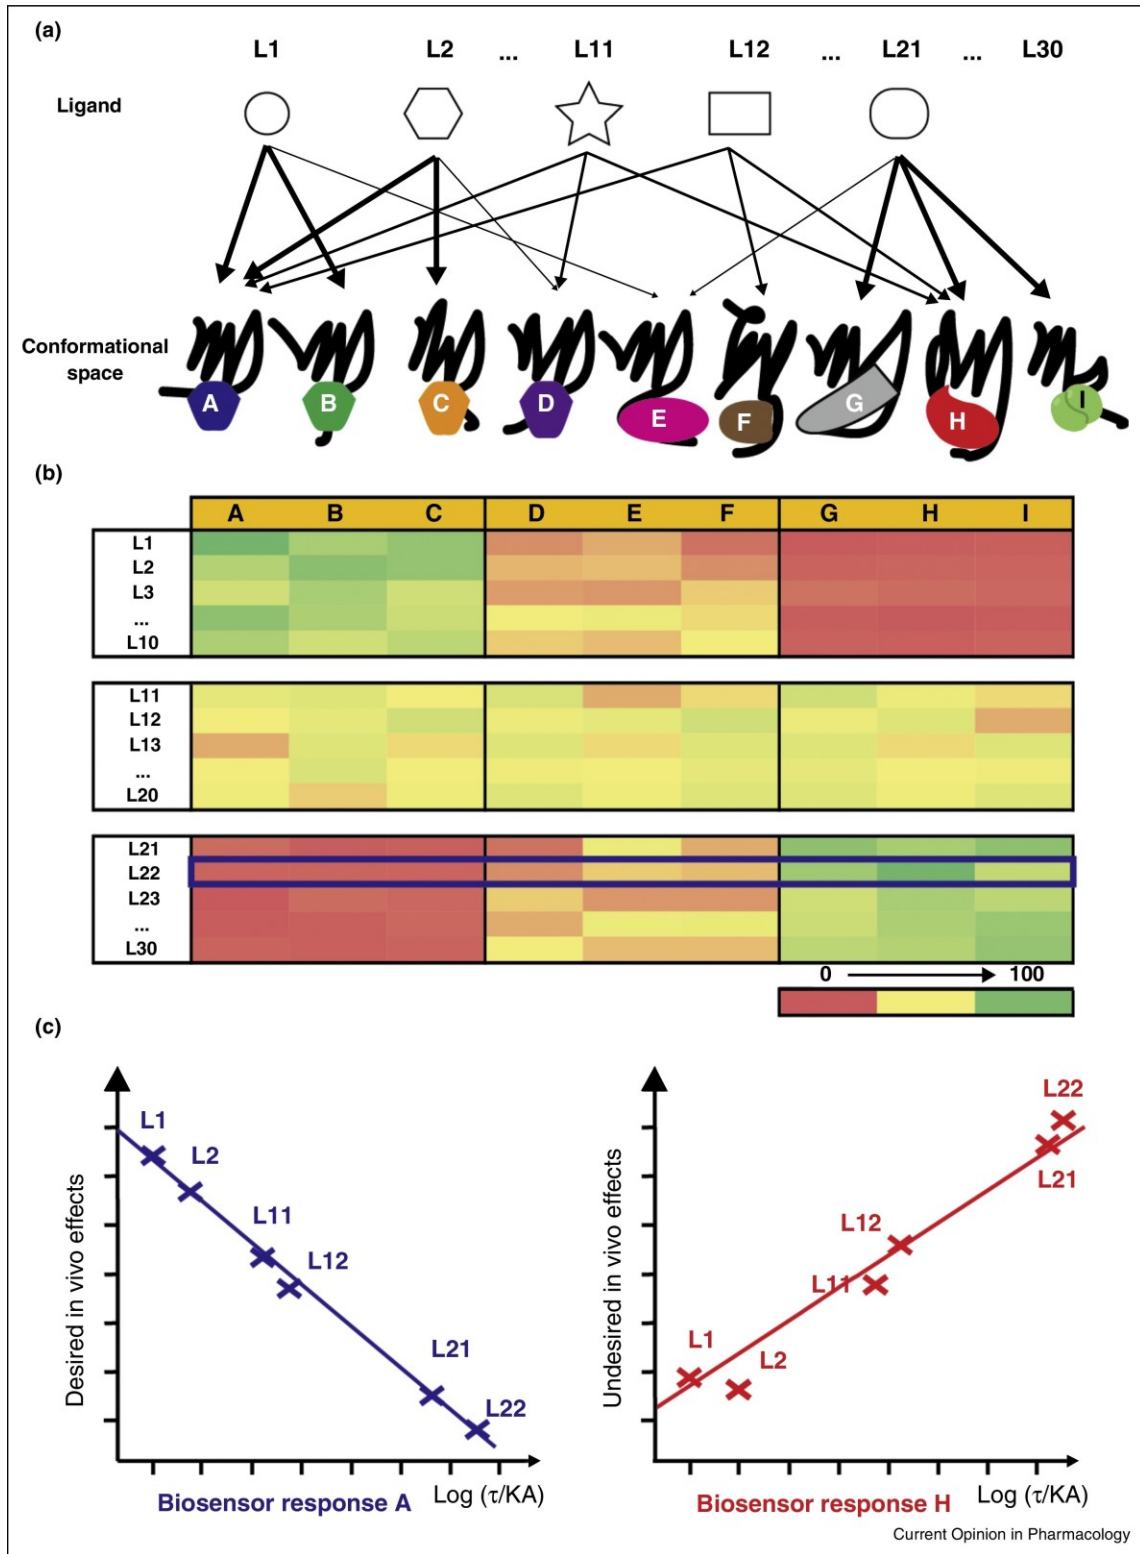 (a)
L1 L2 ... L11 L12 ... L21 ... L30
Ligand
Conformational
space
A B C D E F G H I
(b)
A B C D E F G H I
L1
L2
L3
...
L10
L11
L12
L13
...
L20
L21
L22
L23
...
L30
0 100
(c)
Desired in vivo effects
L1
L2
L11
L12
L21
L22
Biosensor response A Log (τ/KA)
Undesired in vivo effects
L22
L21
L12
L11
L1
L2
Biosensor response H Log (τ/KA)
Current Opinion in Pharmacology